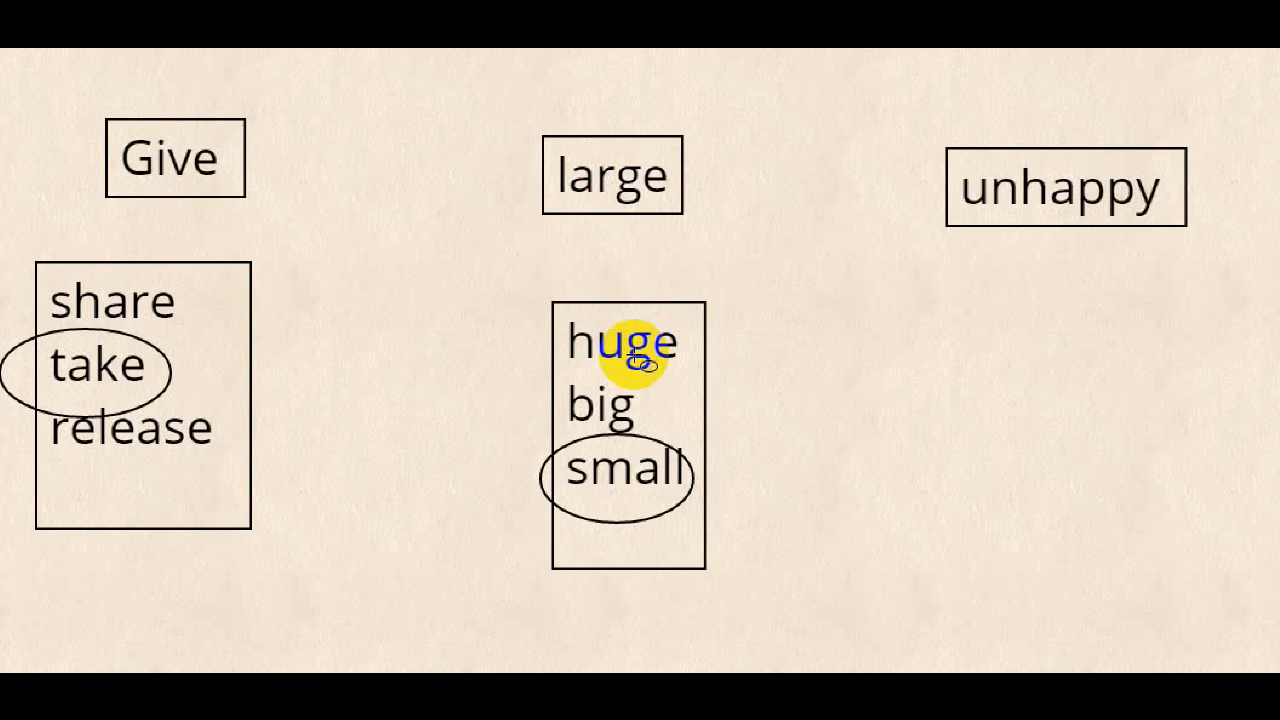 Give
share
take
release
large
huge
big
small
unhappy